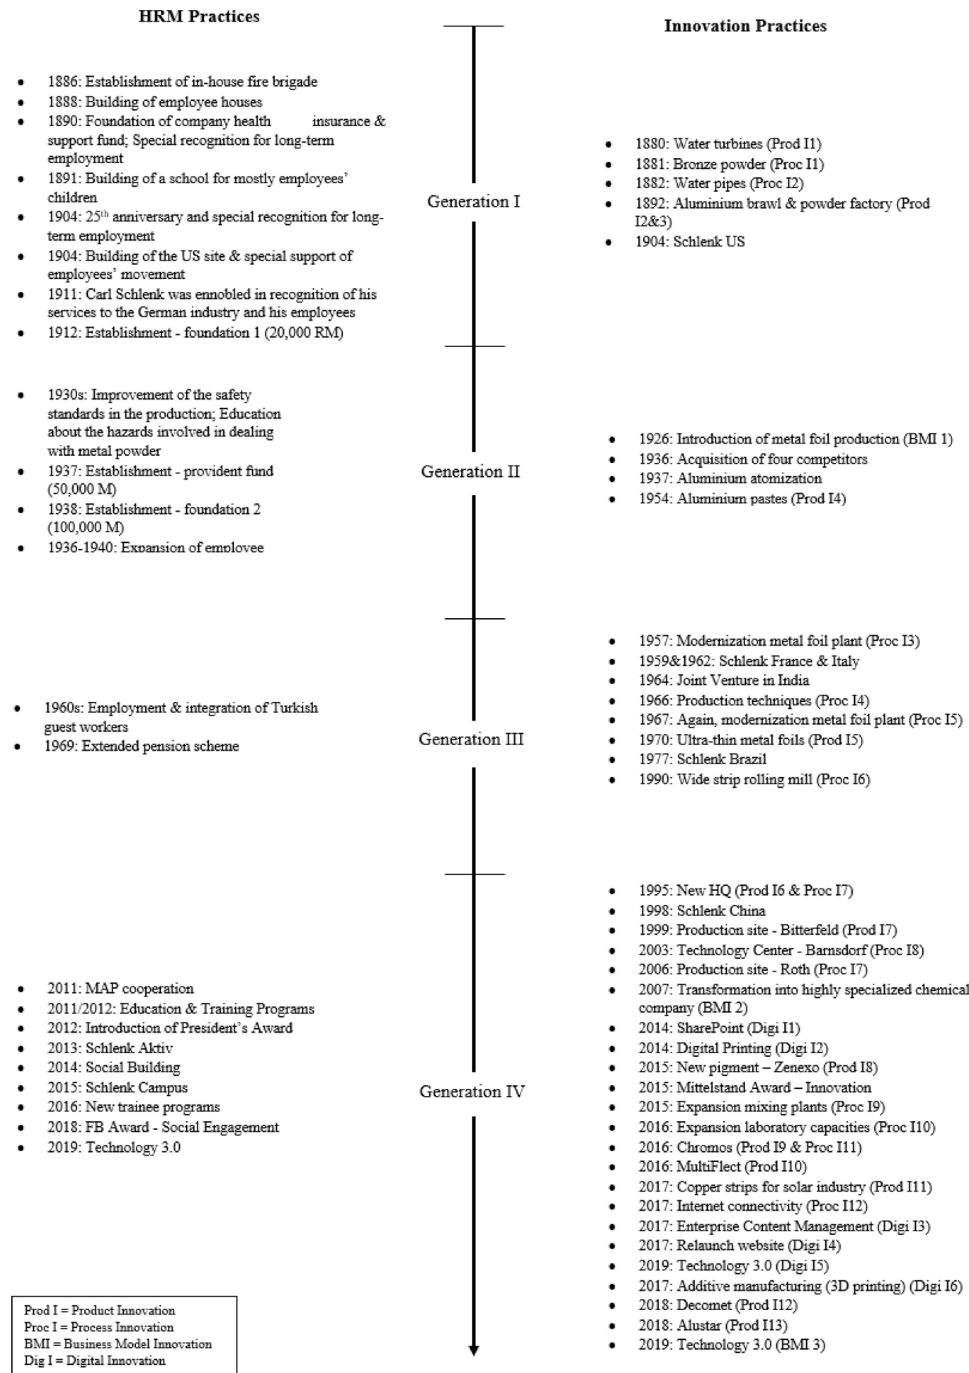 HRM Practices
• 1886: Establishment of in-house fire brigade
• 1888: Building of employee houses
• 1890: Foundation of company health insurance &
support fund; Special recognition for long-term
employment
• 1891: Building of a school for mostly employees'
children
• 1904: 25th anniversary and special recognition for long-
term employment
• 1904: Building of the US site & special support of
employees' movement
• 1911: Carl Schlenk was ennobled in recognition of his
services to the German industry and his employees
• 1912: Establishment - foundation 1 (20,000 RM)
Generation I
Innovation Practices
• 1880: Water turbines (Prod I1)
• 1881: Bronze powder (Proc I1)
• 1882: Water pipes (Proc I2)
• 1892: Aluminium brawl & powder factory (Prod
I2&3)
• 1904: Schlenk US
• 1930s: Improvement of the safety
standards in the production; Education
about the hazards involved in dealing
with metal powder
• 1937: Establishment - provident fund
(50,000 M)
• 1938: Establishment - foundation 2
(100,000 M)
• 1936-1940: Expansion of employee
Generation II
• 1926: Introduction of metal foil production (BMI 1)
• 1936: Acquisition of four competitors
• 1937: Aluminium atomization
• 1954: Aluminium pastes (Prod I4)
• 1960s: Employment & integration of Turkish
guest workers
• 1969: Extended pension scheme
Generation III
• 1957: Modernization metal foil plant (Proc I3)
• 1959&1962: Schlenk France & Italy
• 1964: Joint Venture in India
• 1966: Production techniques (Proc I4)
• 1967: Again, modernization metal foil plant (Proc I5)
• 1970: Ultra-thin metal foils (Prod I5)
• 1977: Schlenk Brazil
• 1990: Wide strip rolling mill (Proc I6)
• 2011: MAP cooperation
• 2011/2012: Education & Training Programs
• 2012: Introduction of President's Award
• 2013: Schlenk Aktiv
• 2014: Social Building
• 2015: Schlenk Campus
• 2016: New trainee programs
• 2018: FB Award - Social Engagement
• 2019: Technology 3.0
Generation IV
• 1995: New HQ (Prod I6 & Proc I7)
• 1998: Schlenk China
• 1999: Production site - Bitterfeld (Prod I7)
• 2003: Technology Center - Barnsdorf (Proc I8)
• 2006: Production site - Roth (Proc I7)
• 2007: Transformation into highly specialized chemical
company (BMI 2)
• 2014: SharePoint (Digi I1)
• 2014: Digital Printing (Digi I2)
• 2015: New pigment – Zenexo (Prod I8)
• 2015: Mittelstand Award – Innovation
• 2015: Expansion mixing plants (Proc I9)
• 2016: Expansion laboratory capacities (Proc I10)
• 2016: Chromos (Prod I9 & Proc I11)
• 2016: MultiFlect (Prod I10)
• 2017: Copper strips for solar industry (Prod I11)
• 2017: Internet connectivity (Proc I12)
• 2017: Enterprise Content Management (Digi I3)
• 2017: Relaunch website (Digi I4)
• 2019: Technology 3.0 (Digi I5)
• 2017: Additive manufacturing (3D printing) (Digi I6)
• 2018: Decomet (Prod I12)
• 2018: Alustar (Prod I13)
• 2019: Technology 3.0 (BMI 3)
Prod I = Product Innovation
Proc I = Process Innovation
BMI = Business Model Innovation
Dig I = Digital Innovation